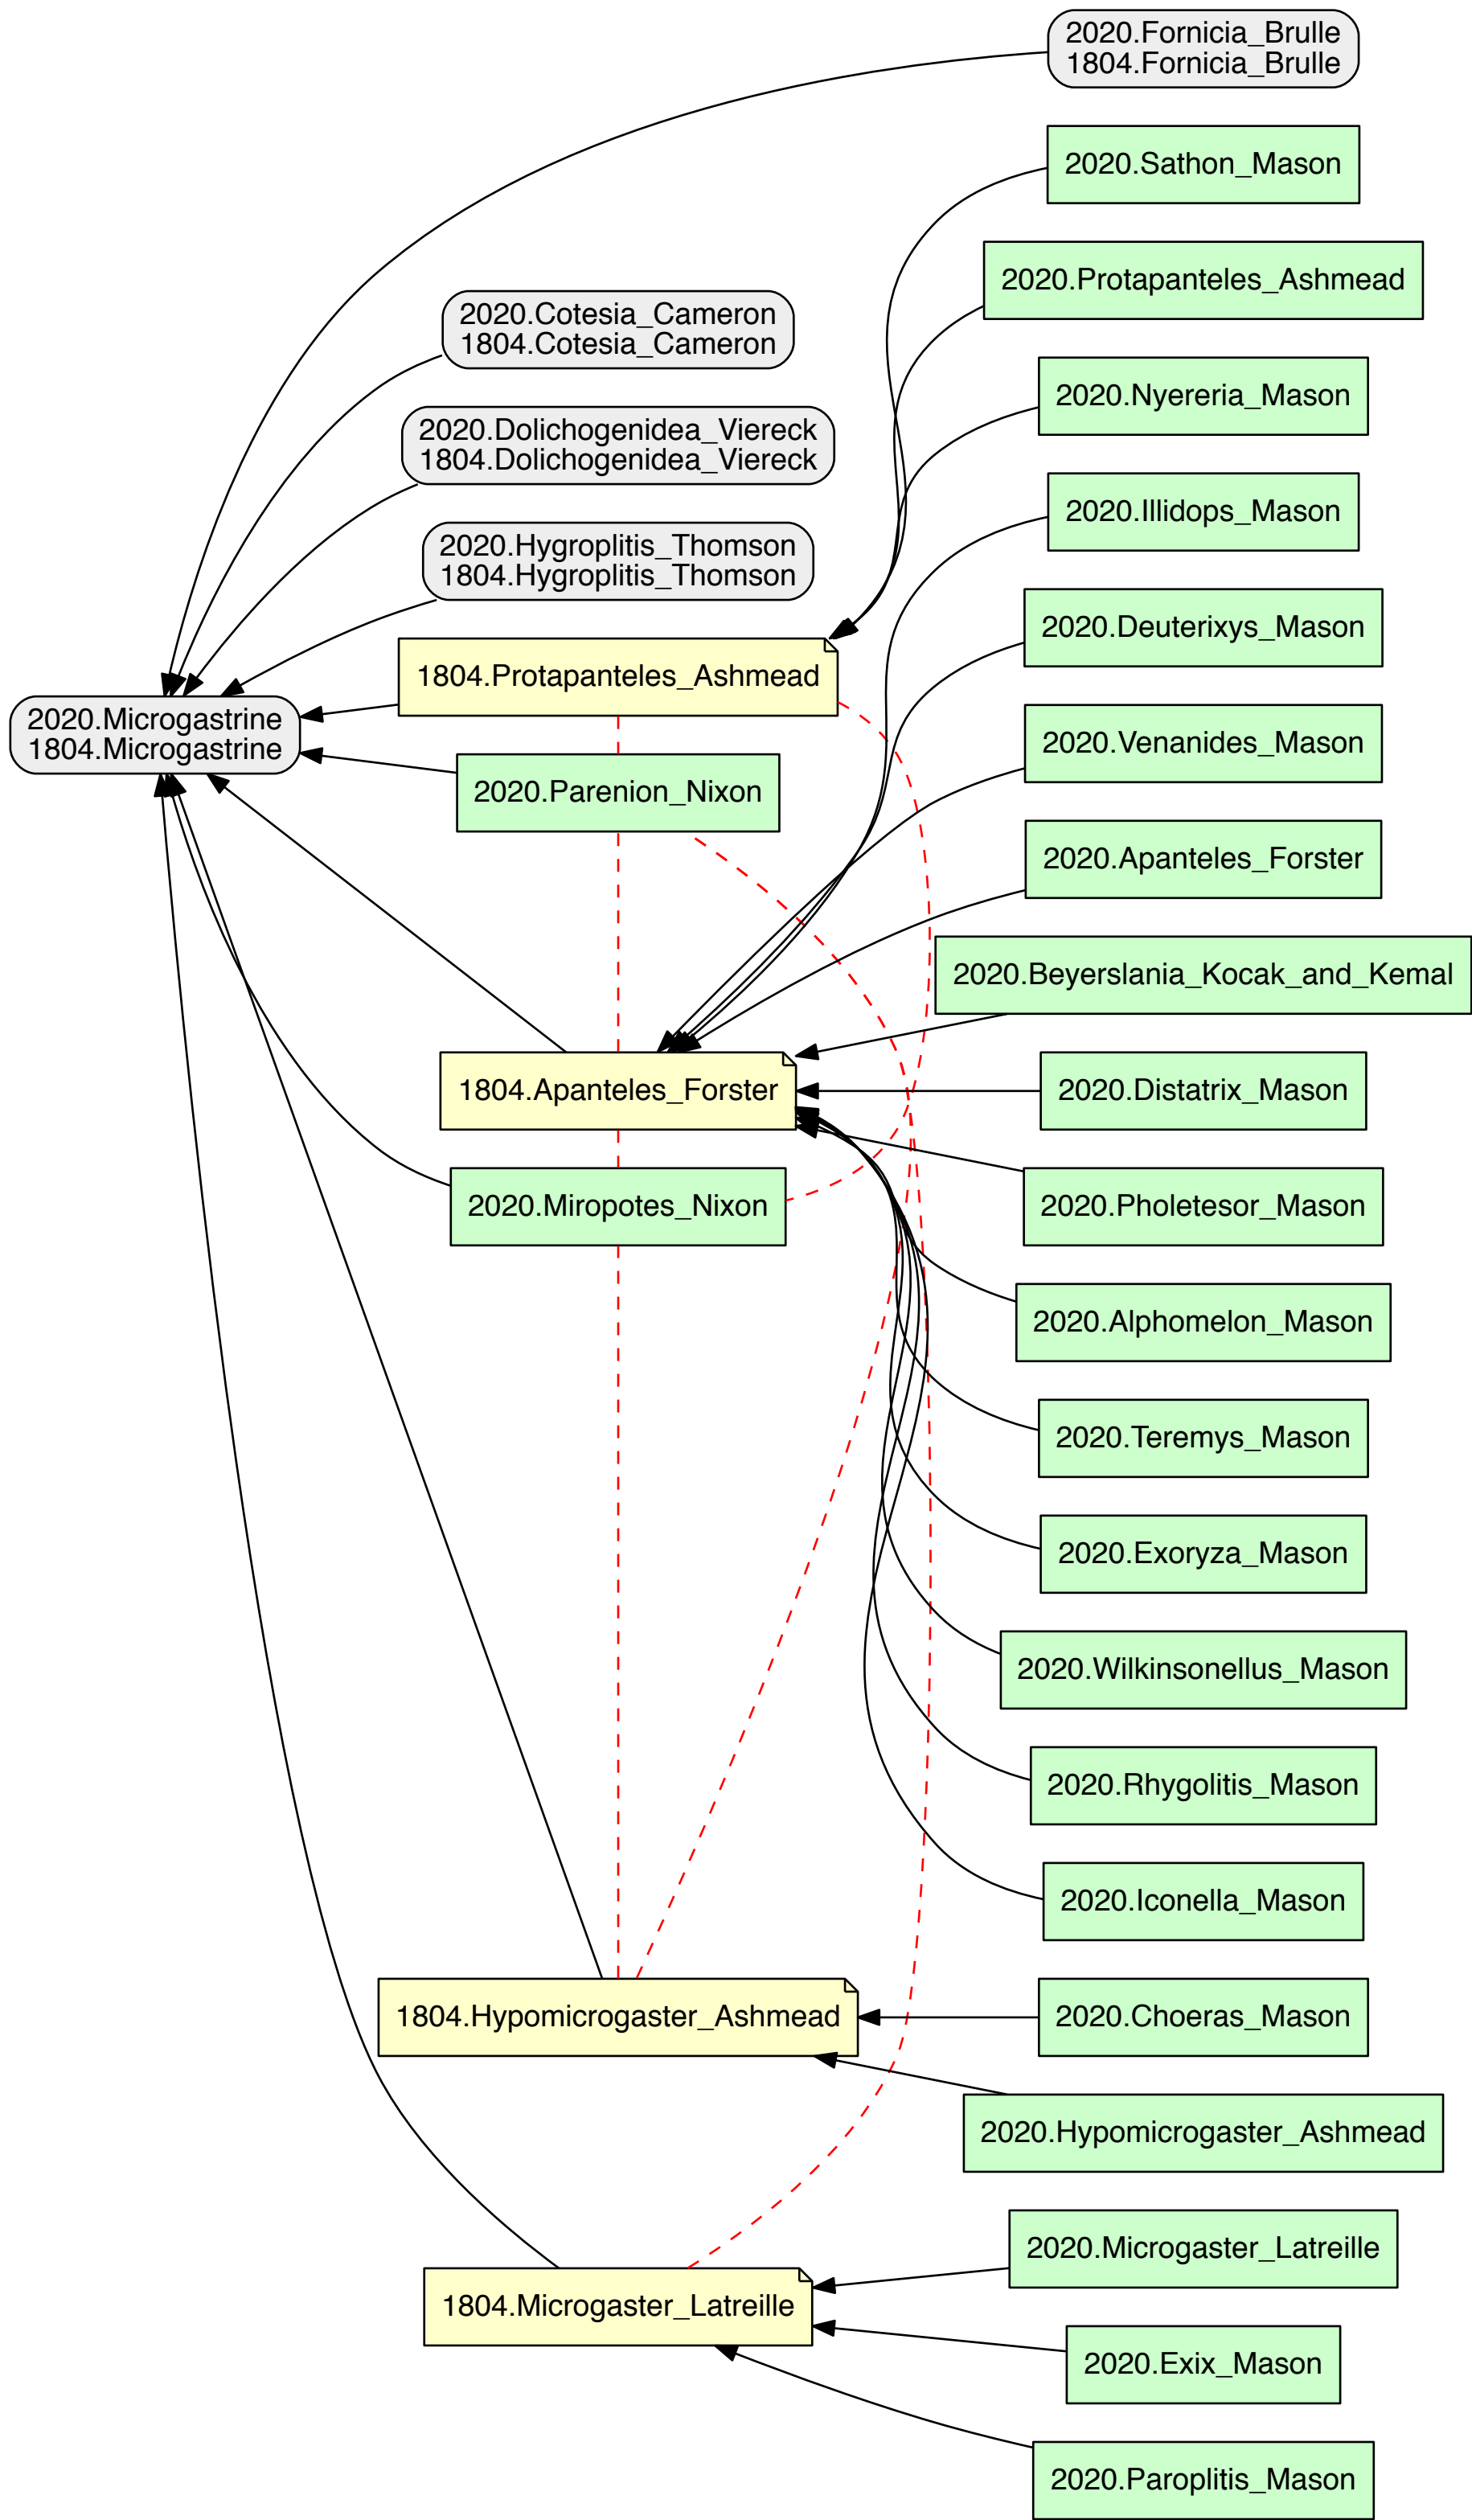 2020.Fornicia_Brulle
1804.Fornicia_Brulle
2020.Sathon_Mason
2020.Protapanteles_Ashmead
2020.Cotesia_Cameron
1804.Cotesia_Cameron
2020.Nyereria_Mason
2020.Dolichogenidea_Viereck
1804.Dolichogenidea_Viereck
2020.Illidops_Mason
2020.Hygroplitis_Thomson
1804.Hygroplitis_Thomson
2020.Deuterixys_Mason
1804.Protapanteles_Ashmead
2020.Microgastrine
1804.Microgastrine
2020.Venanides_Mason
2020.Parenion_Nixon
2020.Apanteles_Forster
2020.Beyerslania_Kocak_and_Kemal
1804.Apanteles_Forster
2020.Distatrix_Mason
2020.Miropotes_Nixon
2020.Pholetesor_Mason
2020.Alphomelon_Mason
2020.Teremys_Mason
2020.Exoryza_Mason
2020.Wilkinsonellus_Mason
2020.Rhygolitis_Mason
2020.Iconella_Mason
1804.Hypomicrogaster_Ashmead
2020.Choeras_Mason
2020.Hypomicrogaster_Ashmead
2020.Microgaster_Latreille
1804.Microgaster_Latreille
2020.Exix_Mason
2020.Paroplitis_Mason